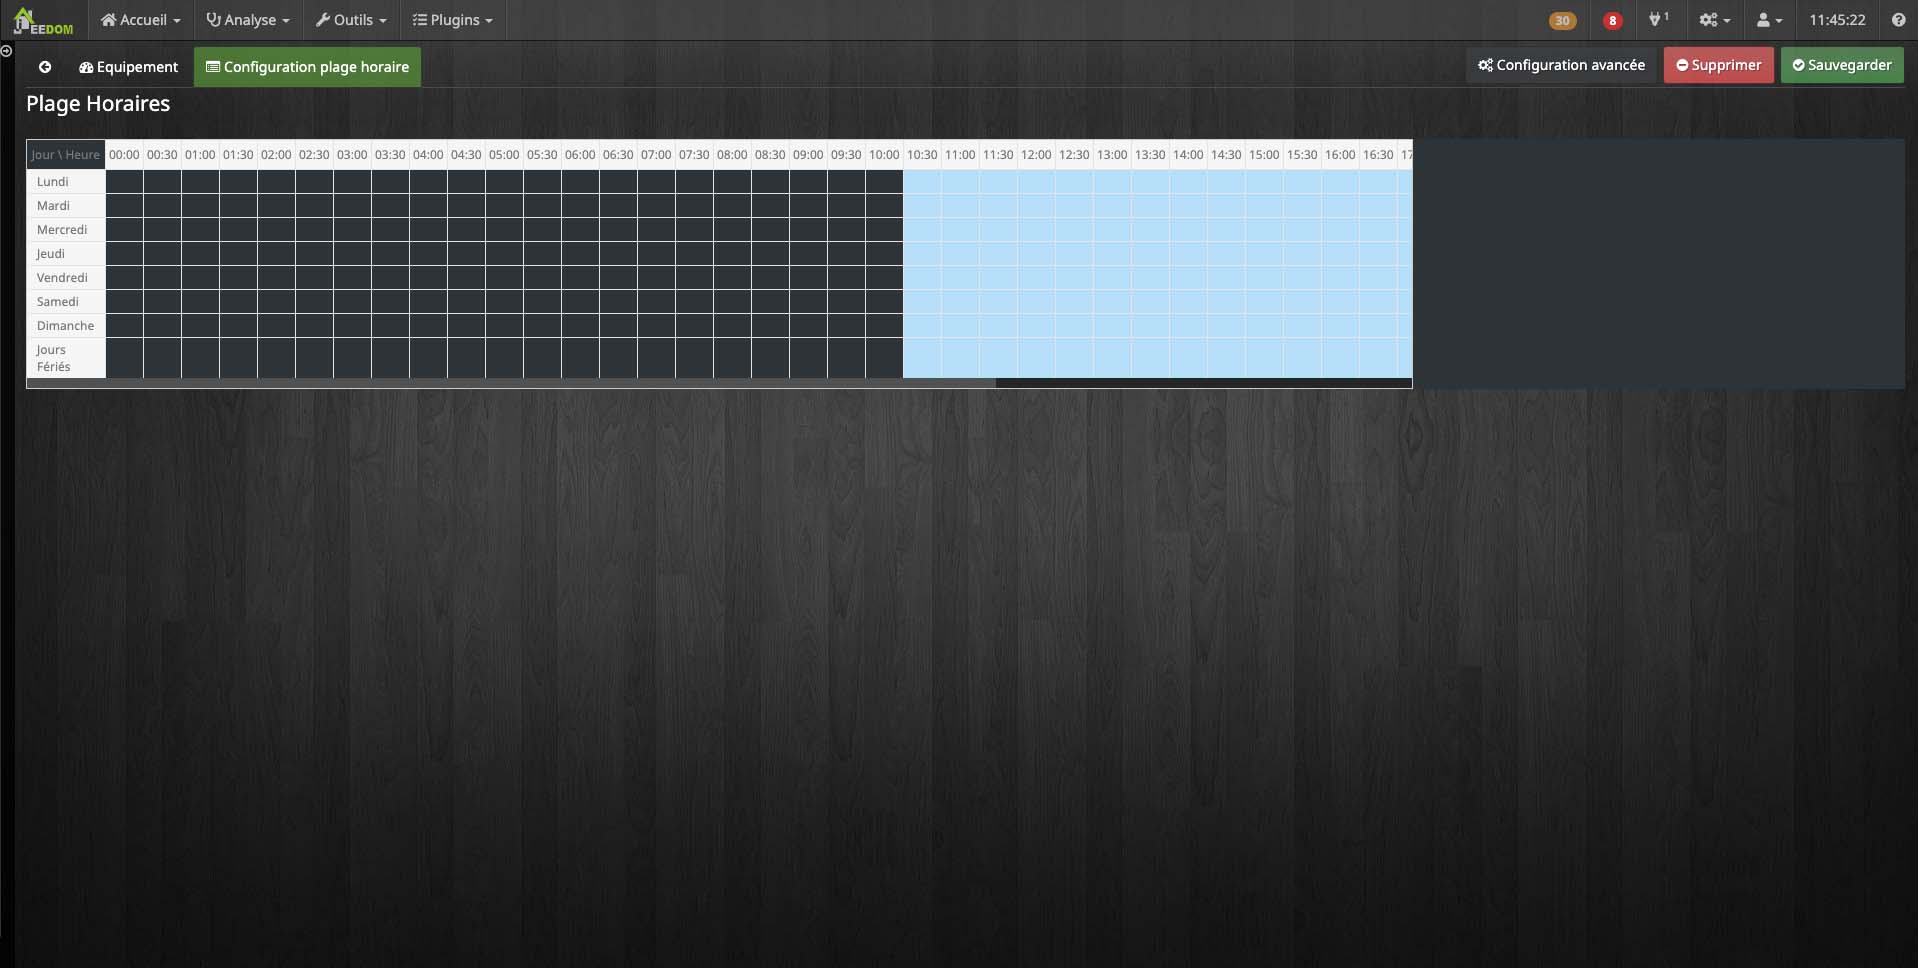 JEEDOM Accueil Analyse Outils Plugins 30 8 1 11:45:22
Equipement Configuration plage horaire Configuration avancée Supprimer Sauvegarder
Plage Horaires
Jour \ Heure 00:00 00:30 01:00 01:30 02:00 02:30 03:00 03:30 04:00 04:30 05:00 05:30 06:00 06:30 07:00 07:30 08:00 08:30 09:00 09:30 10:00 10:30 11:00 11:30 12:00 12:30 13:00 13:30 14:00 14:30 15:00 15:30 16:00 16:30 17
Lundi
Mardi
Mercredi
Jeudi
Vendredi
Samedi
Dimanche
Jours
Fériés